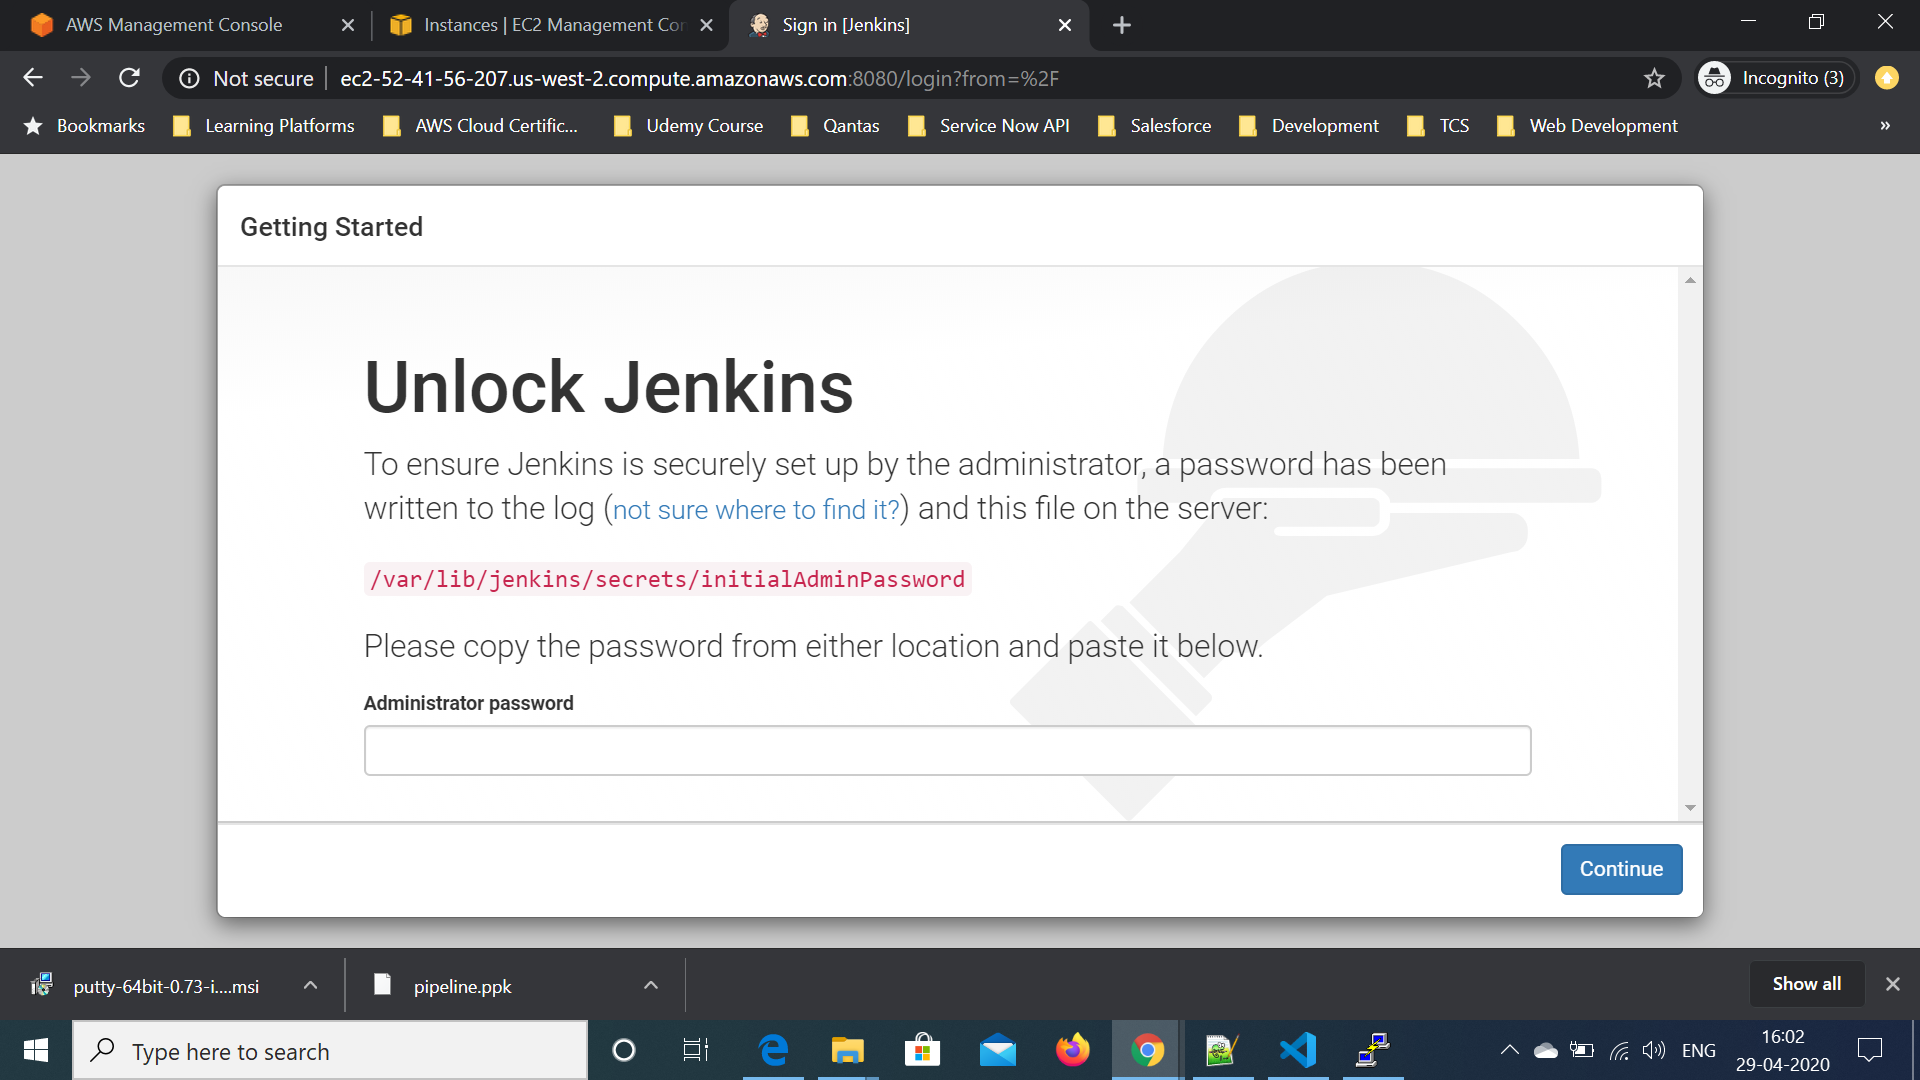 AWS Management Console
Instances | EC2 Management Con
Sign in [Jenkins]
Not secure | ec2-52-41-56-207.us-west-2.compute.amazonaws.com:8080/login?from=%2F
Incognito (3)
Bookmarks
Learning Platforms
AWS Cloud Certific...
Udemy Course
Qantas
Service Now API
Salesforce
Development
TCS
Web Development
»
Getting Started
Unlock Jenkins
To ensure Jenkins is securely set up by the administrator, a password has been
written to the log (not sure where to find it?) and this file on the server:
/var/lib/jenkins/secrets/initialAdminPassword
Please copy the password from either location and paste it below.
Administrator password
Continue
putty-64bit-0.73-i....msi
pipeline.ppk
Show all
Type here to search
ENG
16:02
29-04-2020